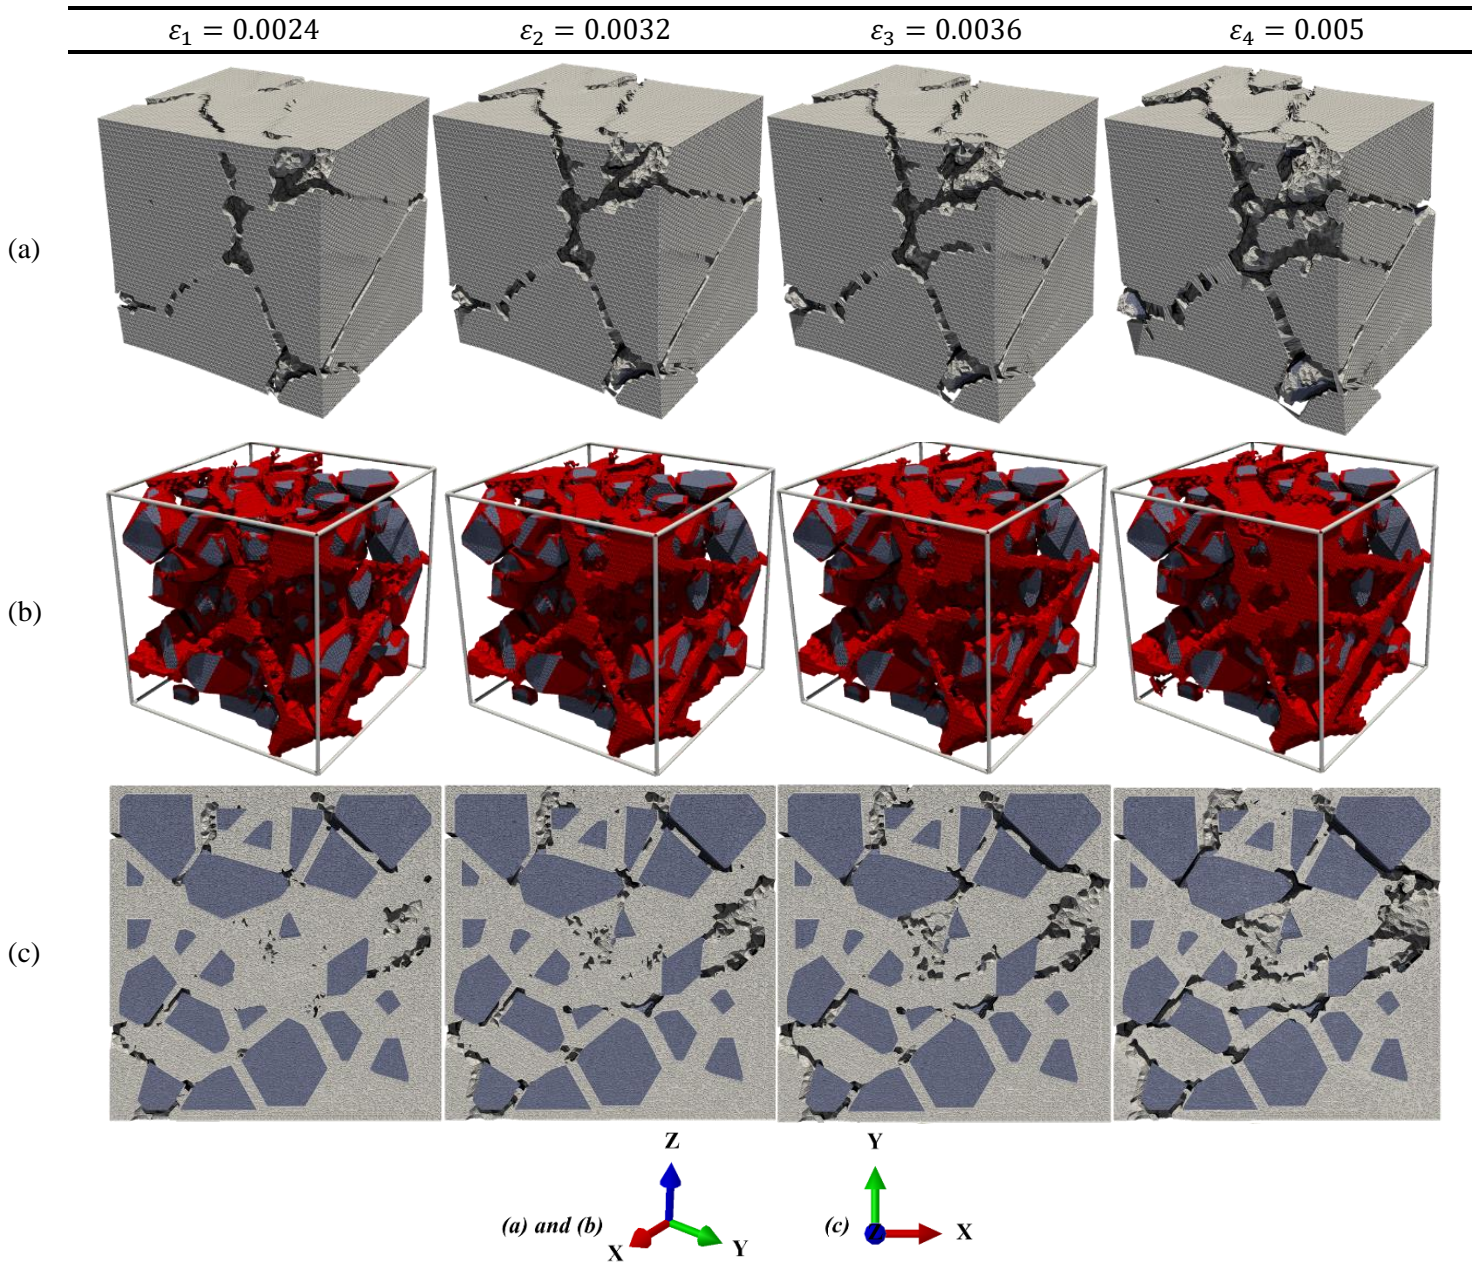 ε₁ = 0.0024 ε₂ = 0.0032 ε₃ = 0.0036 ε₄ = 0.005
(a)
(b)
(c)
Z Y
(a) and (b) (c) Z X
X Y